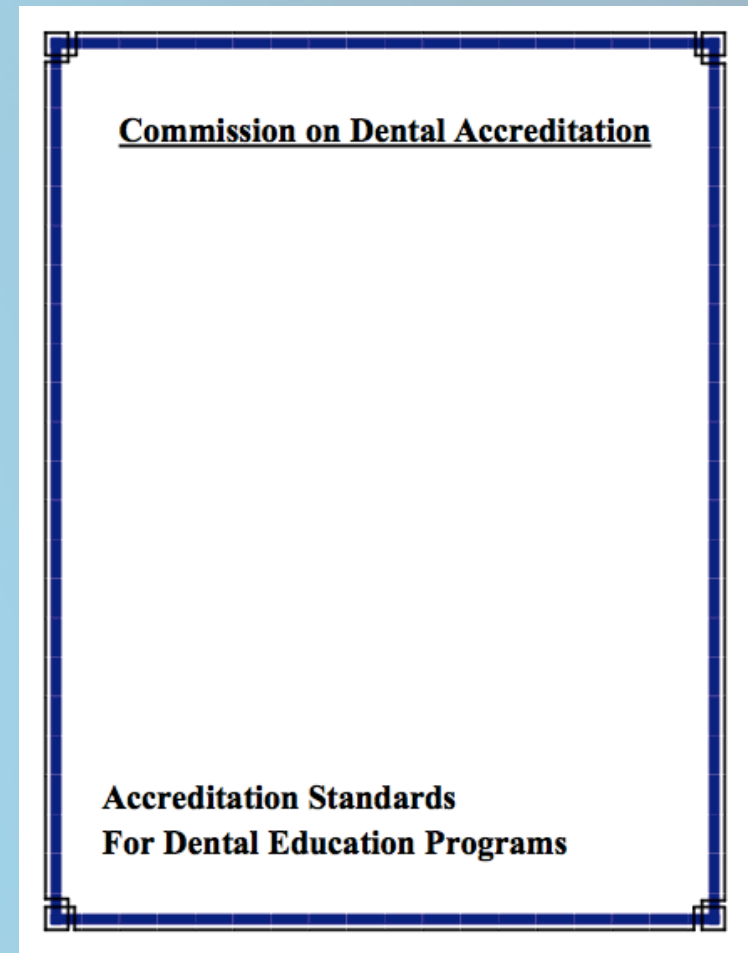 Commission on Dental Accreditation
Accreditation Standards
For Dental Education Programs